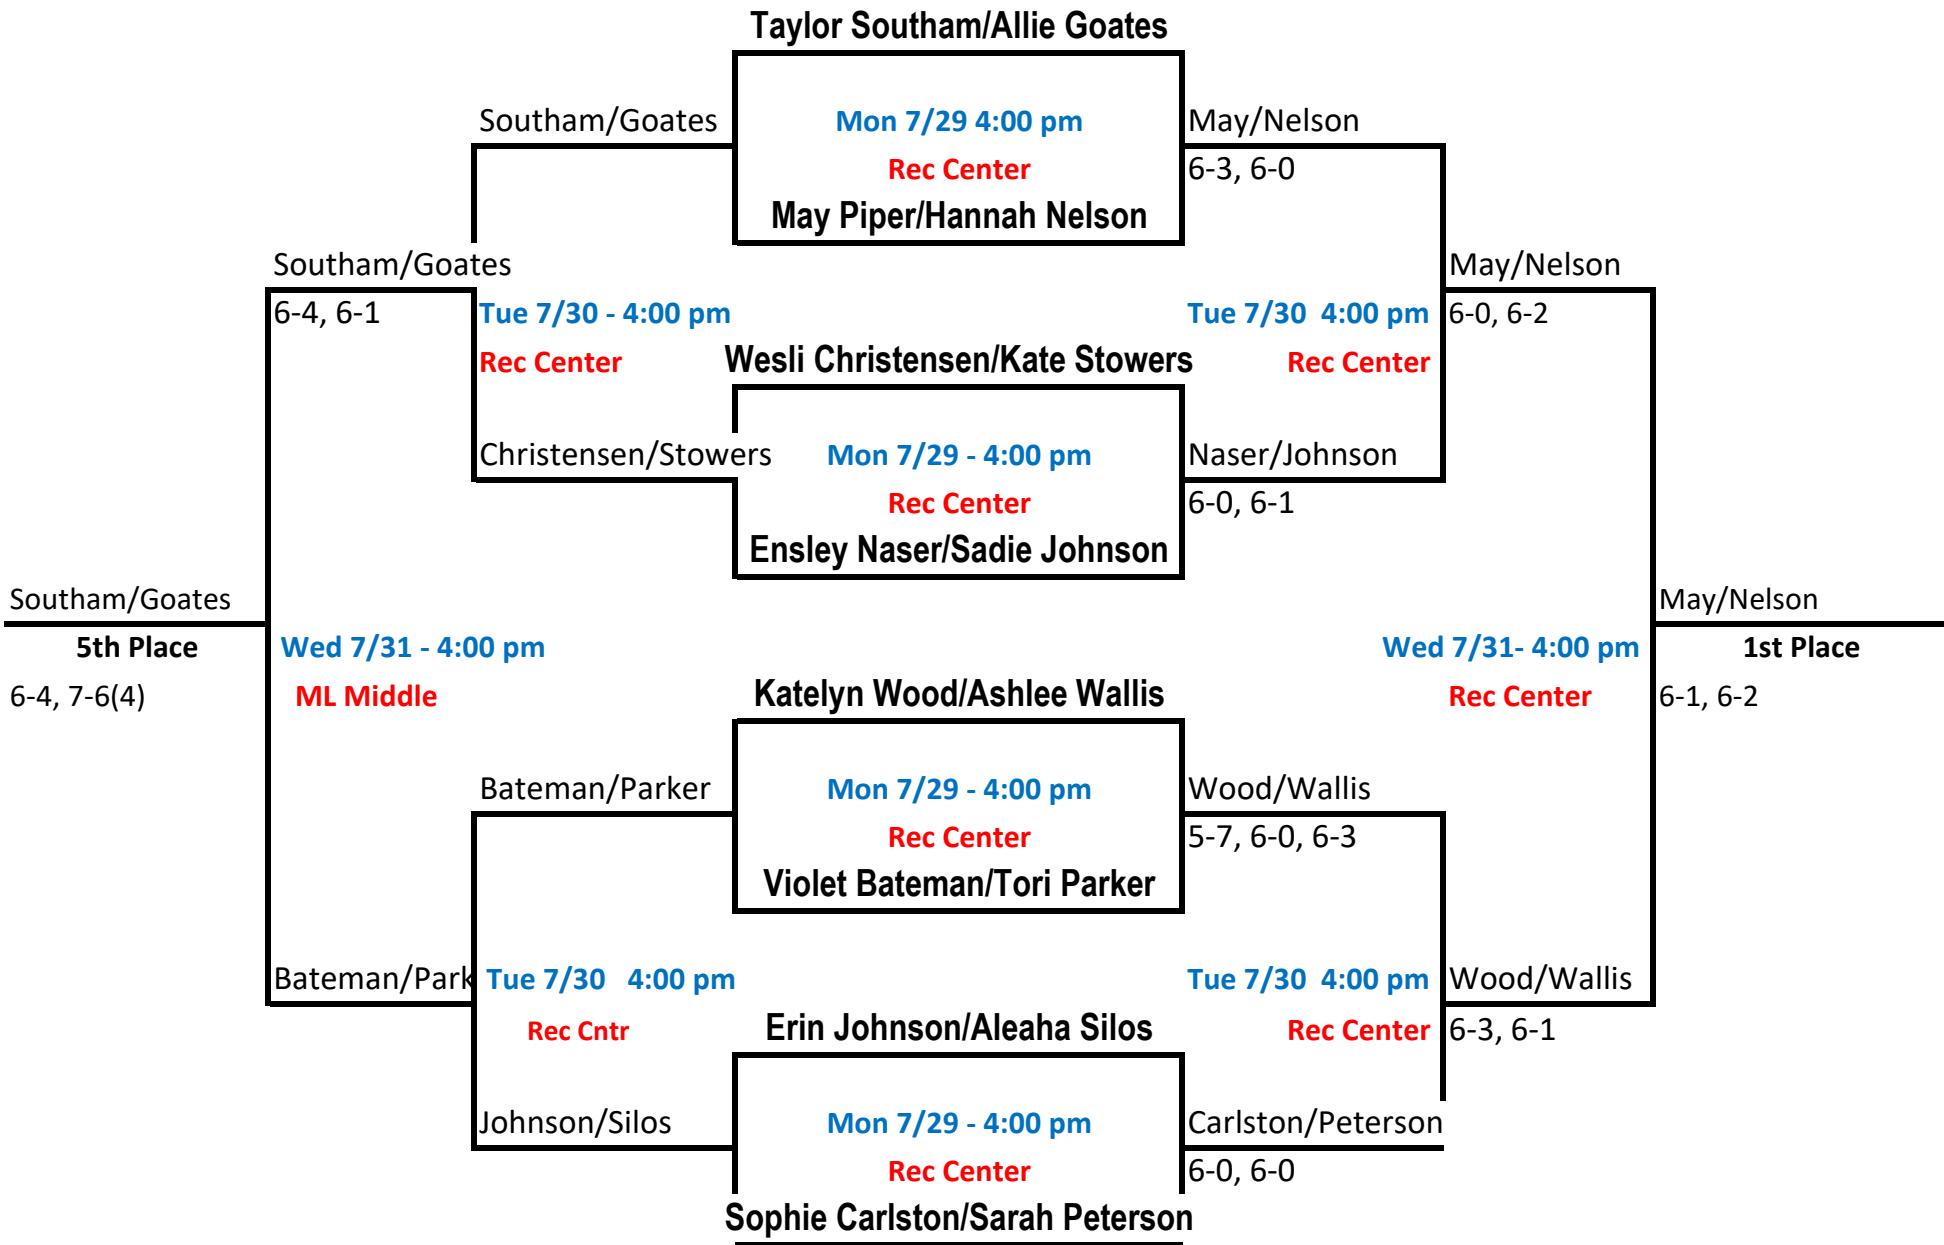 Taylor Southam/Allie Goates
Southam/Goates
Mon 7/29 4:00 pm
May/Nelson
Rec Center
6-3, 6-0
May Piper/Hannah Nelson
Southam/Goates
May/Nelson
6-4, 6-1
Tue 7/30 - 4:00 pm
Tue 7/30 4:00 pm
6-0, 6-2
Rec Center
Wesli Christensen/Kate Stowers
Rec Center
Christensen/Stowers
Mon 7/29 - 4:00 pm
Naser/Johnson
Rec Center
6-0, 6-1
Ensley Naser/Sadie Johnson
Southam/Goates
May/Nelson
5th Place
Wed 7/31 - 4:00 pm
Wed 7/31- 4:00 pm
1st Place
6-4, 7-6(4)
ML Middle
Katelyn Wood/Ashlee Wallis
Rec Center
6-1, 6-2
Bateman/Parker
Mon 7/29 - 4:00 pm
Wood/Wallis
Rec Center
5-7, 6-0, 6-3
Violet Bateman/Tori Parker
Bateman/Park
Tue 7/30 4:00 pm
Tue 7/30 4:00 pm
Wood/Wallis
Rec Cntr
Erin Johnson/Aleaha Silos
Rec Center
6-3, 6-1
Johnson/Silos
Mon 7/29 - 4:00 pm
Carlston/Peterson
Rec Center
6-0, 6-0
Sophie Carlston/Sarah Peterson